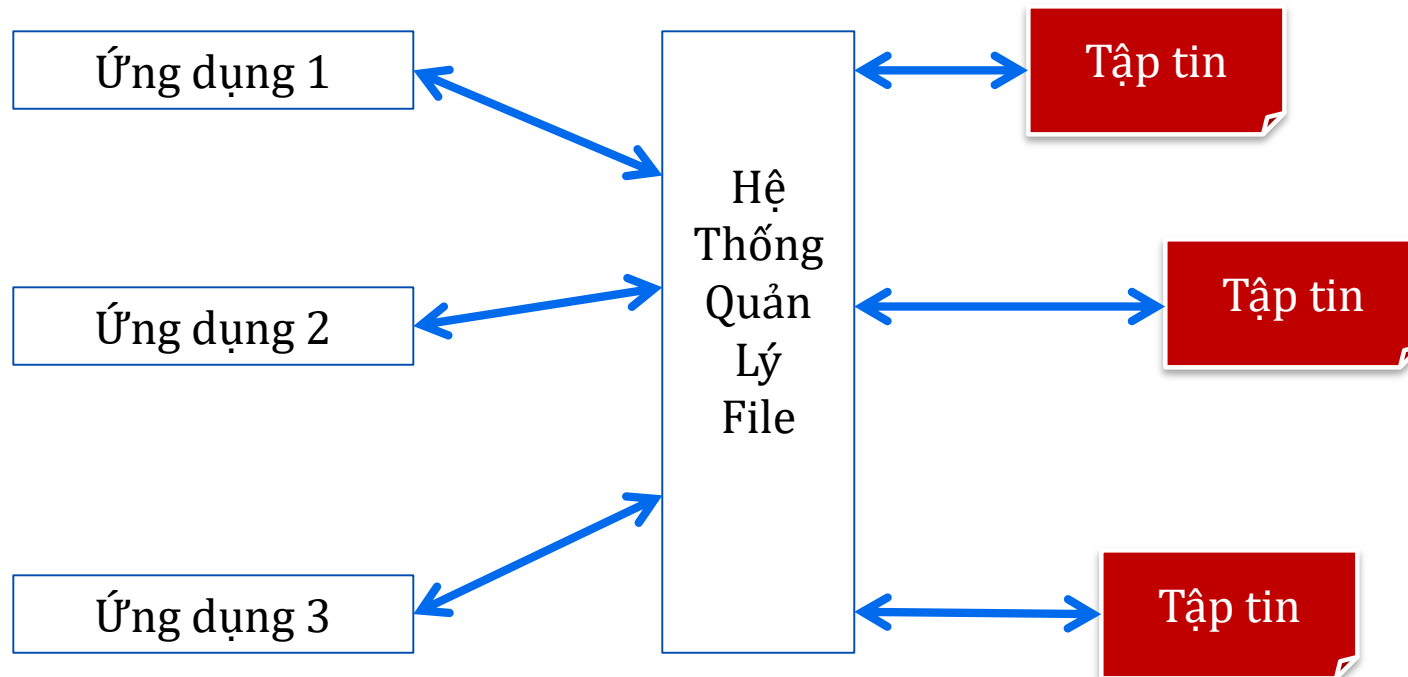 Ứng dụng 1
Tập tin
Hệ
Thống
Quản
Lý
File
Ứng dụng 2
Tập tin
Ứng dụng 3
Tập tin